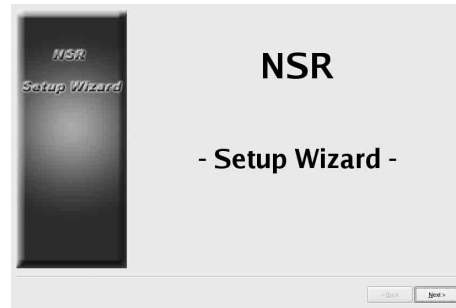 NSR
Setup Wizard
NSR
- Setup Wizard -
< Back
Next >